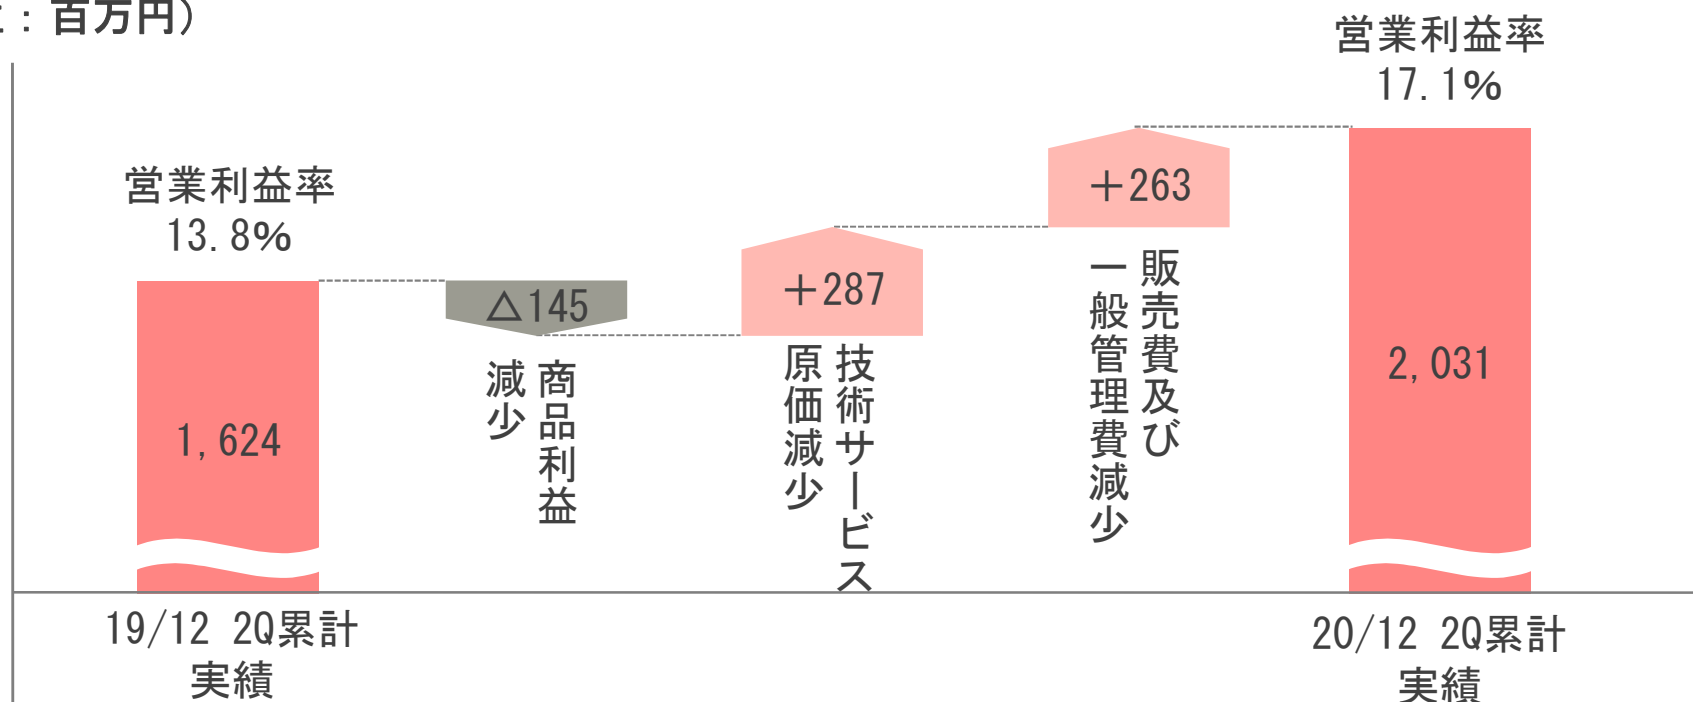 ：百万円）
営業利益率
13.8%
1,624
19/12 2Q累計
実績
△145
商品利益
減少
＋287
技術サービス
原価減少
＋263
販売費及び
一般管理費減少
営業利益率
17.1%
2,031
20/12 2Q累計
実績